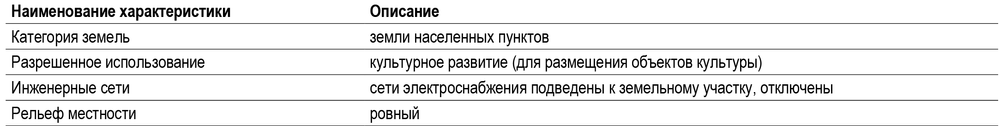 Наименование характеристики Описание
Категория земель земли населенных пунктов
Разрешенное использование культурное развитие (для размещения объектов культуры)
Инженерные сети сети электроснабжения подведены к земельному участку, отключены
Рельеф местности ровный